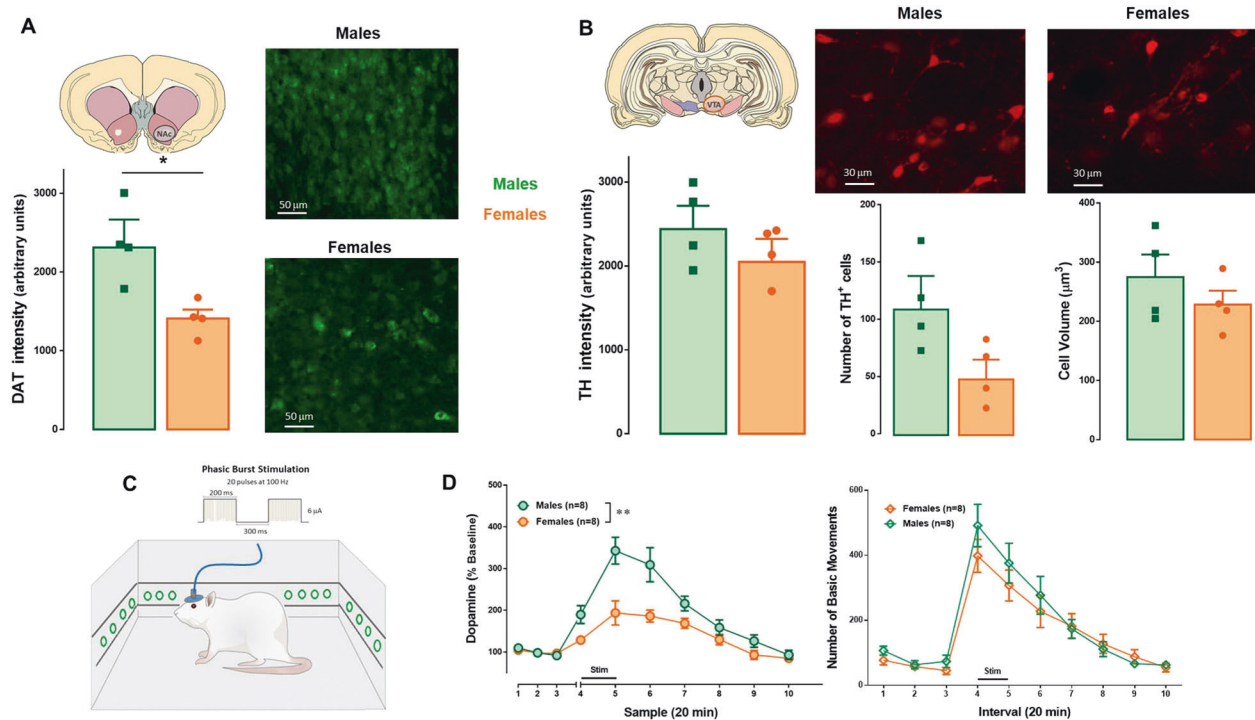 A
Males
NAc
*
DAT intensity (arbitrary units)
3000
2000
1000
0
50 µm
Females
50 µm
Males
Females
B
VTA
TH intensity (arbitrary units)
3000
2000
1000
0
Males
30 µm
Females
30 µm
Number of TH+ cells
150
100
50
0
Cell Volume (µm³)
400
300
200
100
0
C
Phasic Burst Stimulation
20 pulses at 100 Hz
200 ms
6 µA
300 ms
D
Dopamine (% Baseline)
500
400
300
200
100
Males (n=8)
Females (n=8)
**
Stim
1 2 3 4 5 6 7 8 9 10
Sample (20 min)
Number of Basic Movements
600
400
200
0
Females (n=8)
Males (n=8)
Stim
1 2 3 4 5 6 7 8 9 10
Interval (20 min)